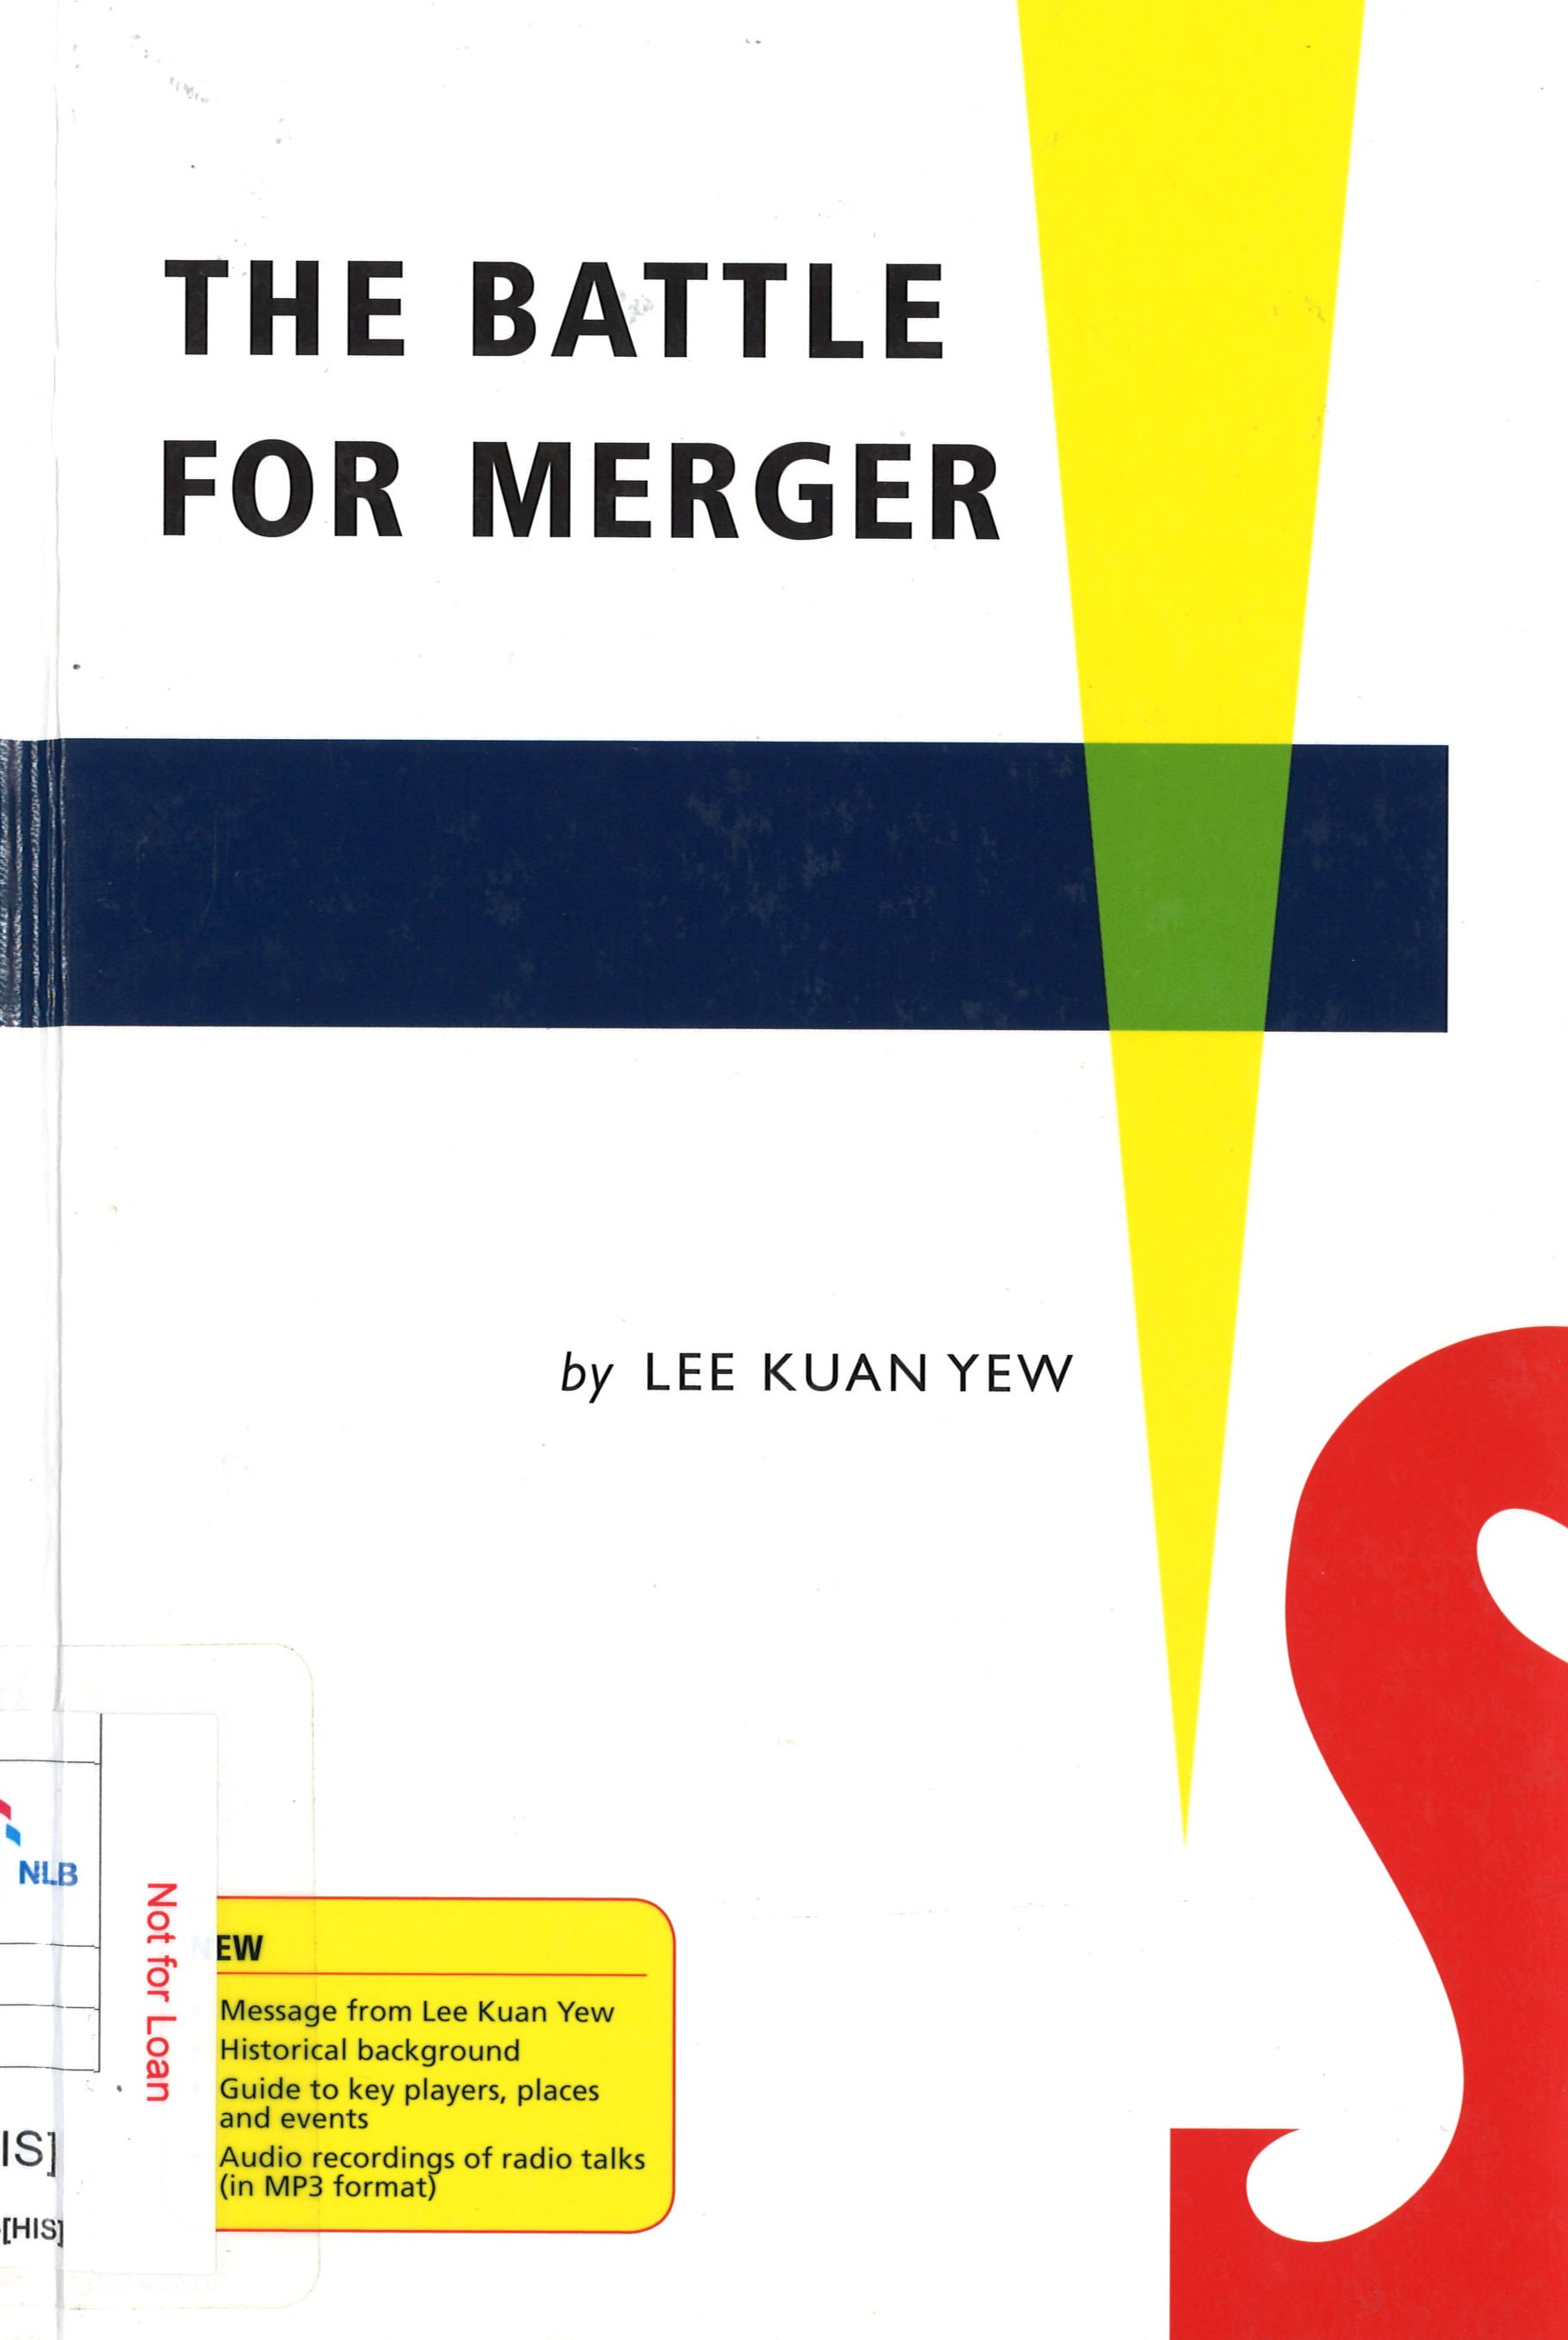 THE BATTLE
FOR MERGER
by LEE KUAN YEW
NLB
Not for Loan
NEW
Message from Lee Kuan Yew
Historical background
Guide to key players, places
and events
Audio recordings of radio talks
(in MP3 format)
IS]
[HIS]